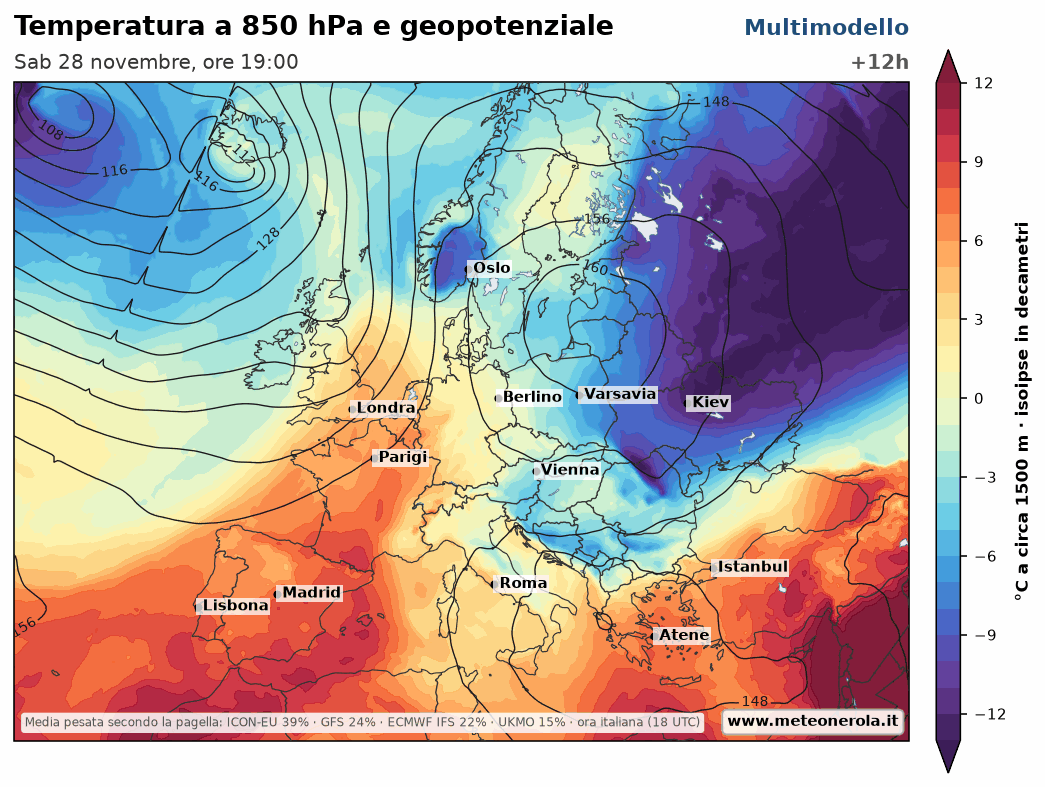 Temperatura a 850 hPa e geopotenziale
Multimodello
Sab 28 novembre, ore 19:00
+12h
108
116
112
116
128
148
156
160
Oslo
Londra
Berlino
Varsavia
Kiev
Parigi
Vienna
Lisbona
Madrid
Roma
Istanbul
Atene
156
148
Media pesata secondo la pagella: ICON-EU 39% · GFS 24% · ECMWF IFS 22% · UKMO 15% · ora italiana (18 UTC)
www.meteonerola.it
12
9
6
3
0
−3
−6
−9
−12
°C a circa 1500 m · isoipse in decametri